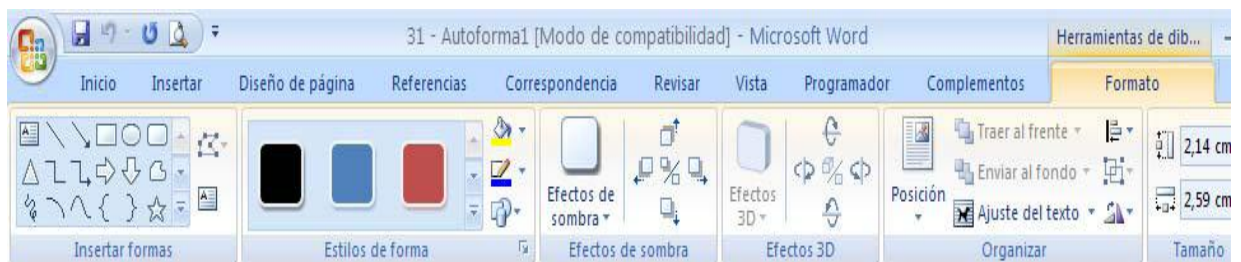 31 - Autoforma1 [Modo de compatibilidad] - Microsoft Word
Herramientas de dib...
Inicio Insertar Diseño de página Referencias Correspondencia Revisar Vista Programador Complementos Formato
Traer al frente
2,14 cm
Enviar al fondo
Efectos de sombra
Efectos 3D
Posición
Ajuste del texto
2,59 cm
Insertar formas Estilos de forma Efectos de sombra Efectos 3D Organizar Tamaño